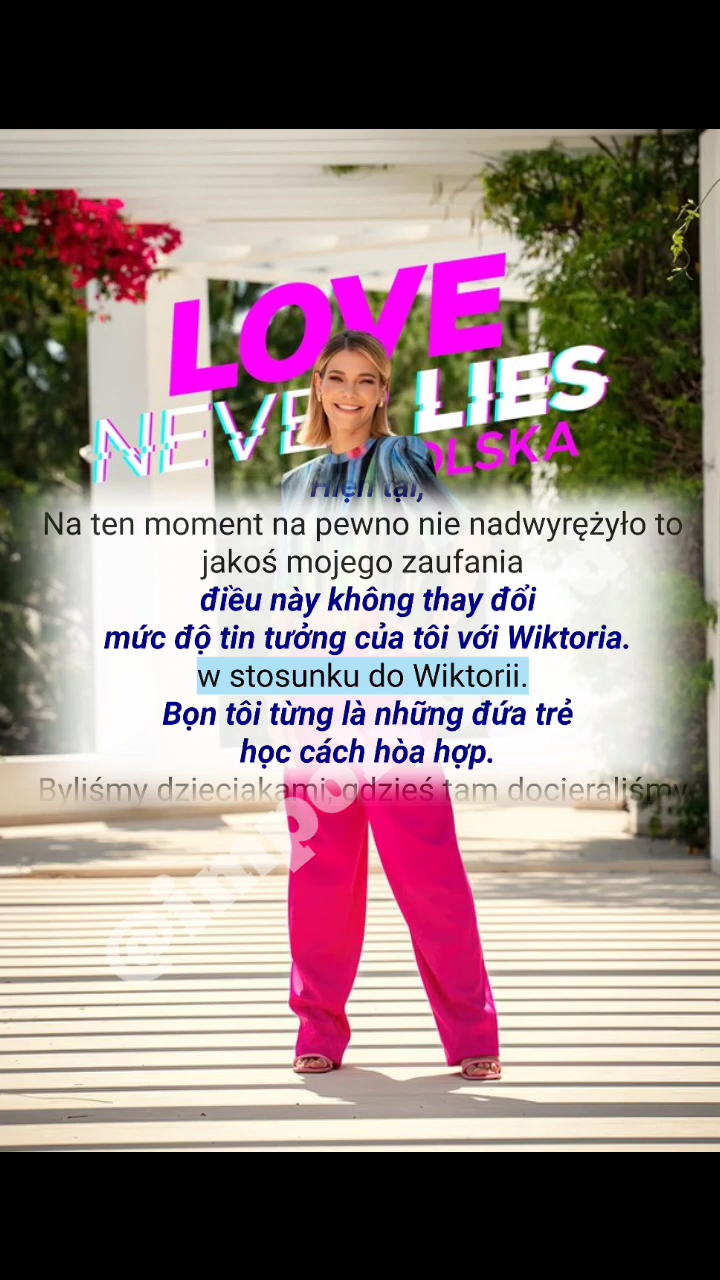 LOVE
NEVE LIES
OLSKA
Hiện tại,
Na ten moment na pewno nie nadwyrężyło to
jakoś mojego zaufania
điều này không thay đổi
mức độ tin tưởng của tôi với Wiktoria.
w stosunku do Wiktorii.
Bọn tôi từng là những đứa trẻ
học cách hòa hợp.
Byliśmy dzieciakami, gdzieś tam docieraliśmy